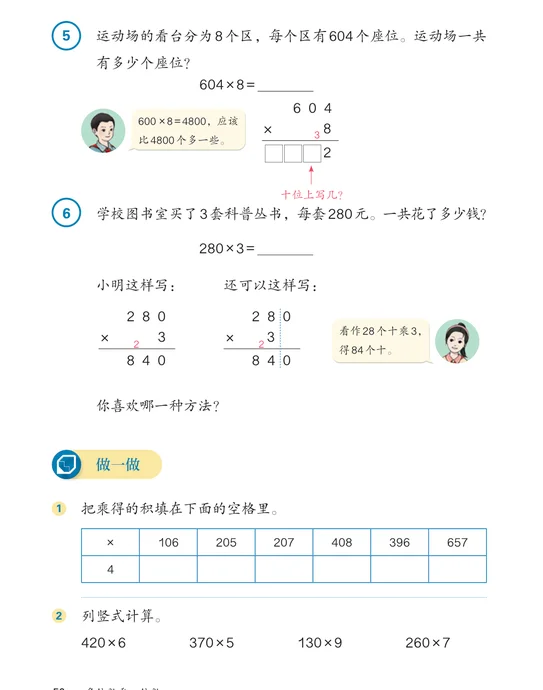 5 运动场的看台分为8个区，每个区有604个座位。运动场一共
有多少个座位？
604×8=
600×8=4800，应该
比4800个多一些。
6 0 4
× 3 8
2
十位上写几？
6 学校图书室买了3套科普丛书，每套280元。一共花了多少钱？
280×3=
小明这样写： 还可以这样写：
2 8 0
× 2 3
8 4 0
2 8 0
× 2 3
8 4 0
看作28个十乘3，
得84个十。
你喜欢哪一种方法？
做一做
1 把乘得的积填在下面的空格里。
× 106 205 207 408 396 657
4
2 列竖式计算。
420×6 370×5 130×9 260×7